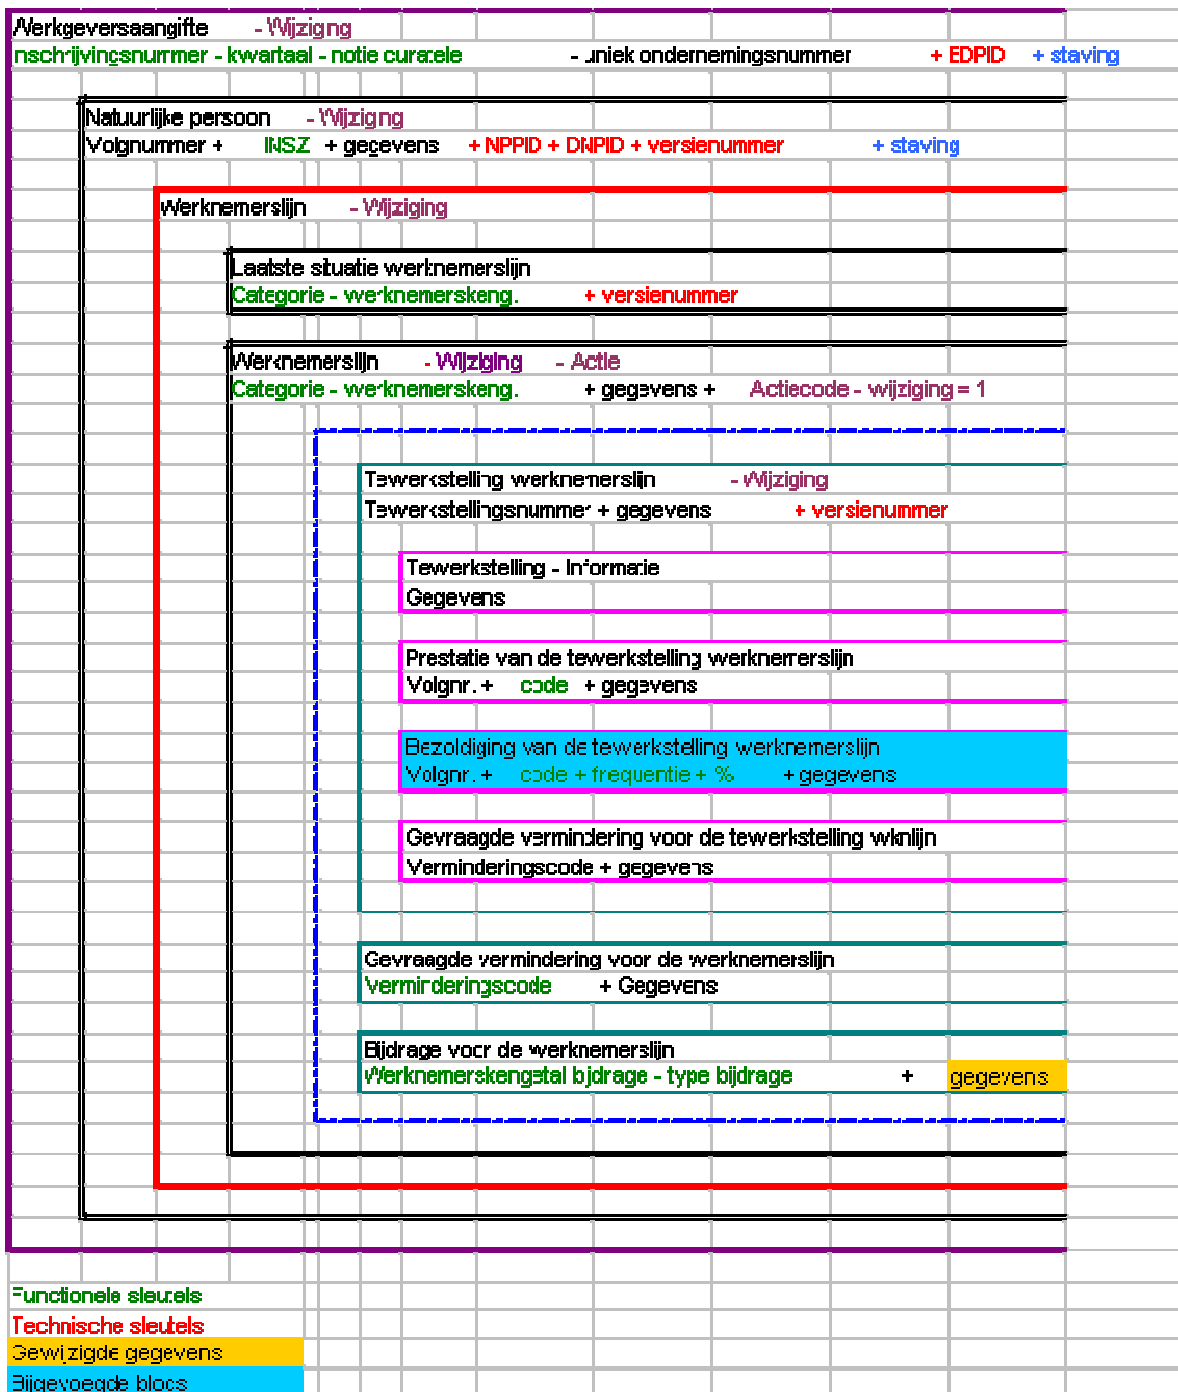 Werkgeversaangifte - Wijziging
Inschrijvingsnummer - kwartaal - notie curatele - uniek ondernemingsnummer + EDPID + staving
Natuurlijke persoon - Wijziging
Volgnummer + INSZ + gegevens + NPPID + DNPID + versienummer + staving
Werknemerslijn - Wijziging
Laatste situatie werknemerslijn
Categorie - werknemerskeng. + versienummer
Werknemerslijn - Wijziging - Actie
Categorie - werknemerskeng. + gegevens + Actiecode - wijziging = 1
Tewerkstelling werknemerslijn - Wijziging
Tewerkstellingsnummer + gegevens + versienummer
Tewerkstelling - Informatie
Gegevens
Prestatie van de tewerkstelling werknemerslijn
Volgnr. + code + gegevens
Bezoldiging van de tewerkstelling werknemerslijn
Volgnr. + code + frequentie + % + gegevens
Gevraagde vermindering voor de tewerkstelling wknlijn
Verminderingscode + gegevens
Gevraagde vermindering voor de werknemerslijn
Verminderingscode + Gegevens
Bijdrage voor de werknemerslijn
Werknemerskengetal bijdrage - type bijdrage + gegevens
Functionele sleutels
Technische sleutels
Gewijzigde gegevens
Bijgevoegde blocs